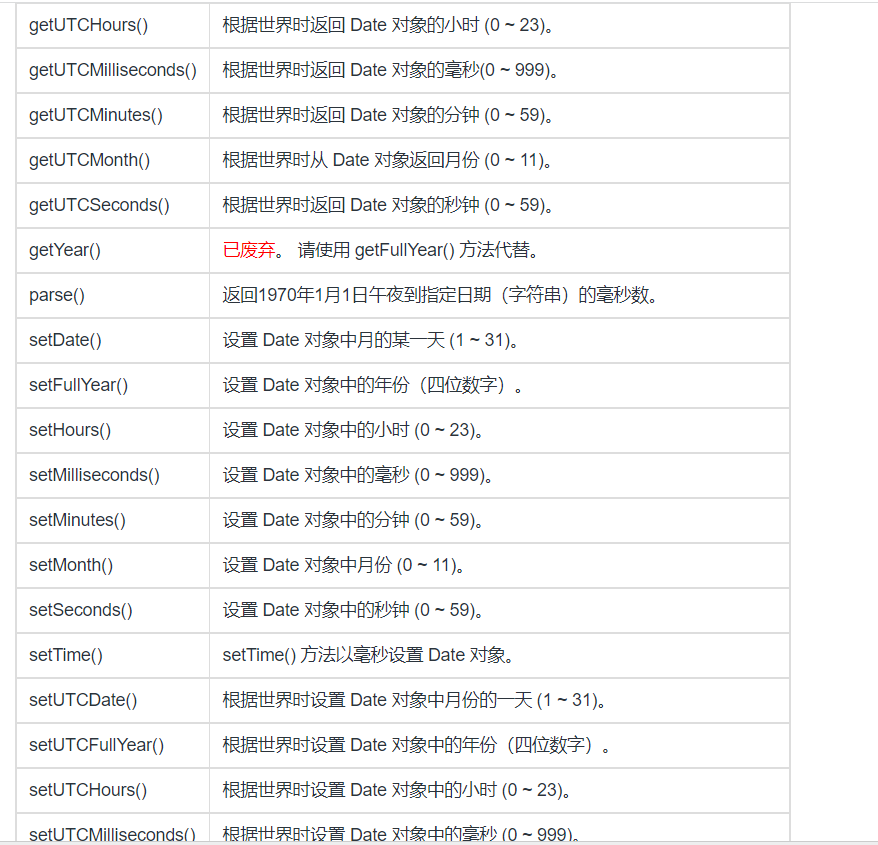 getUTCHours() 根据世界时返回 Date 对象的小时 (0 ~ 23)。
getUTCMilliseconds() 根据世界时返回 Date 对象的毫秒(0 ~ 999)。
getUTCMinutes() 根据世界时返回 Date 对象的分钟 (0 ~ 59)。
getUTCMonth() 根据世界时从 Date 对象返回月份 (0 ~ 11)。
getUTCSeconds() 根据世界时返回 Date 对象的秒钟 (0 ~ 59)。
getYear() 已废弃。 请使用 getFullYear() 方法代替。
parse() 返回1970年1月1日午夜到指定日期（字符串）的毫秒数。
setDate() 设置 Date 对象中月的某一天 (1 ~ 31)。
setFullYear() 设置 Date 对象中的年份（四位数字）。
setHours() 设置 Date 对象中的小时 (0 ~ 23)。
setMilliseconds() 设置 Date 对象中的毫秒 (0 ~ 999)。
setMinutes() 设置 Date 对象中的分钟 (0 ~ 59)。
setMonth() 设置 Date 对象中月份 (0 ~ 11)。
setSeconds() 设置 Date 对象中的秒钟 (0 ~ 59)。
setTime() setTime() 方法以毫秒设置 Date 对象。
setUTCDate() 根据世界时设置 Date 对象中月份的一天 (1 ~ 31)。
setUTCFullYear() 根据世界时设置 Date 对象中的年份（四位数字）。
setUTCHours() 根据世界时设置 Date 对象中的小时 (0 ~ 23)。
setUTCMilliseconds() 根据世界时设置 Date 对象中的毫秒 (0 ~ 999)。